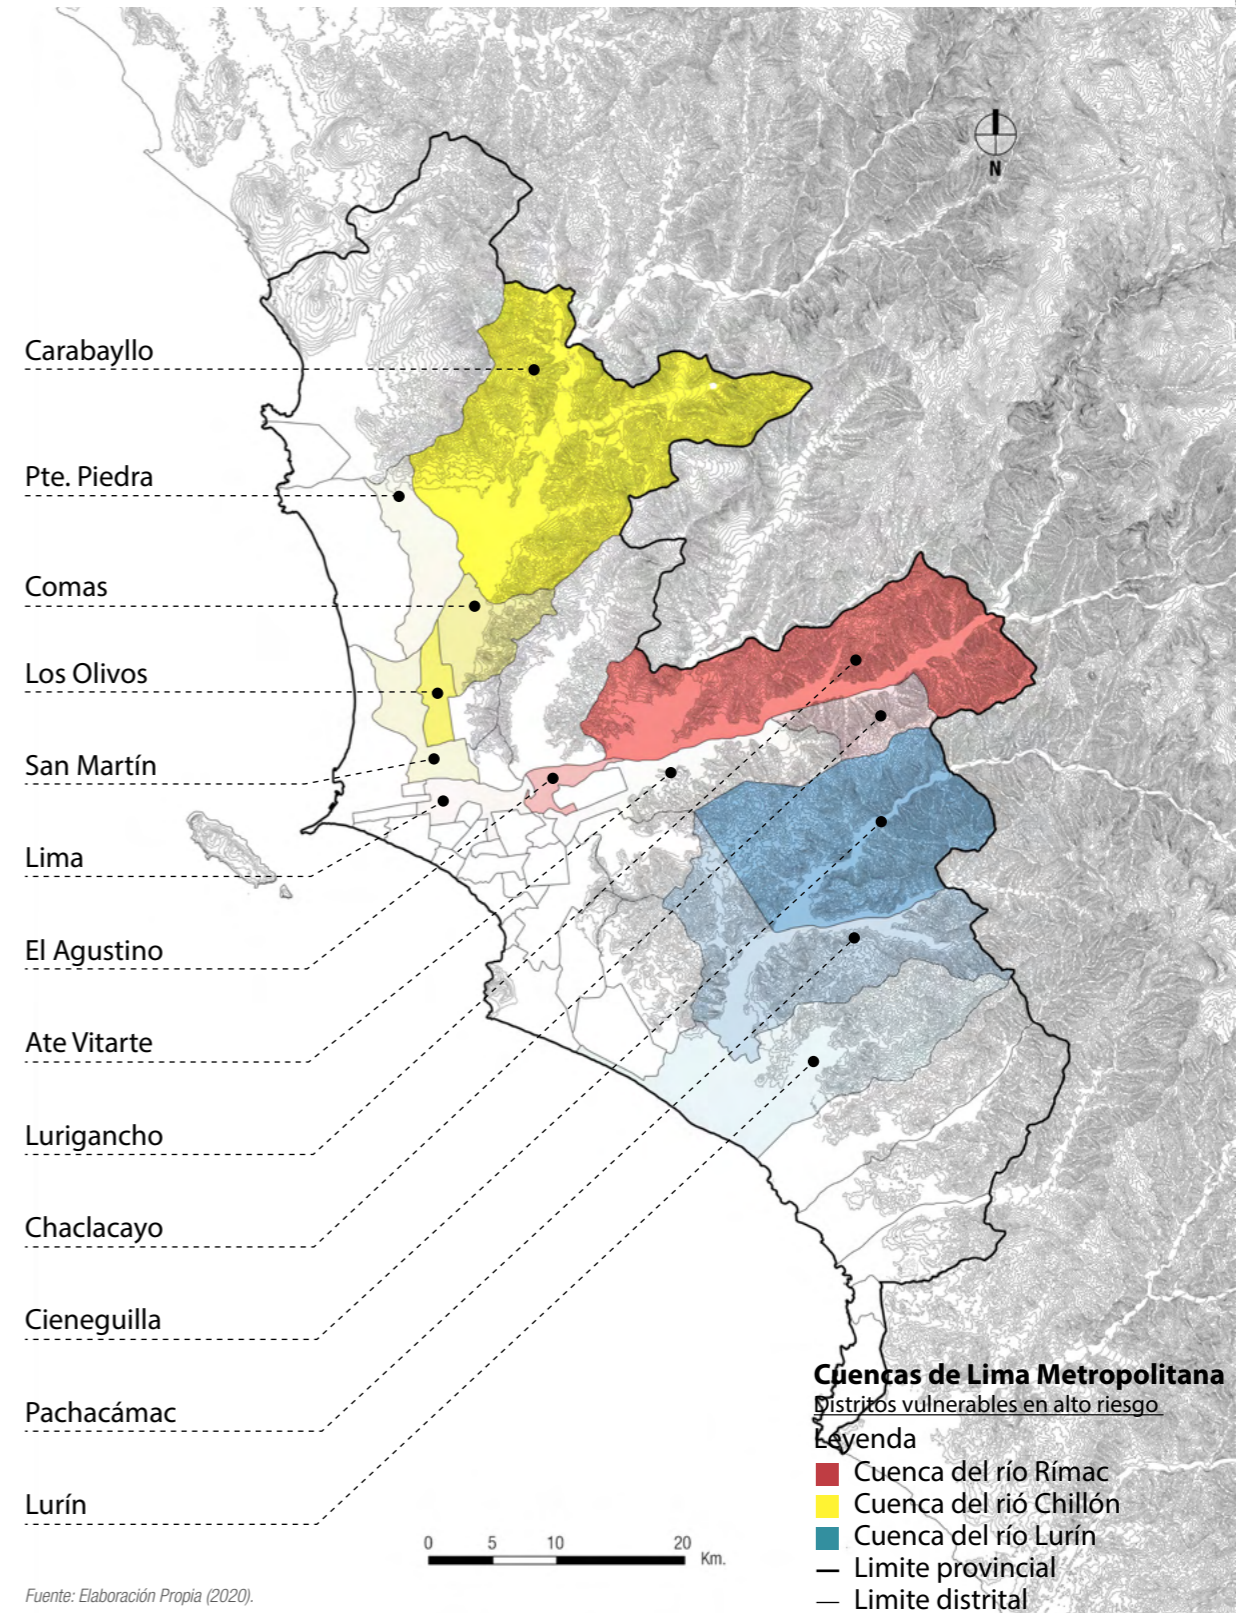 N
Carabayllo
Pte. Piedra
Comas
Los Olivos
San Martín
Lima
El Agustino
Ate Vitarte
Lurigancho
Chaclacayo
Cieneguilla
Pachacámac
Lurín
Cuencas de Lima Metropolitana
Distritos vulnerables en alto riesgo
Leyenda
Cuenca del río Rímac
Cuenca del rió Chillón
Cuenca del río Lurín
Limite provincial
Limite distrital
0 5 10 20 Km.
Fuente: Elaboración Propia (2020).